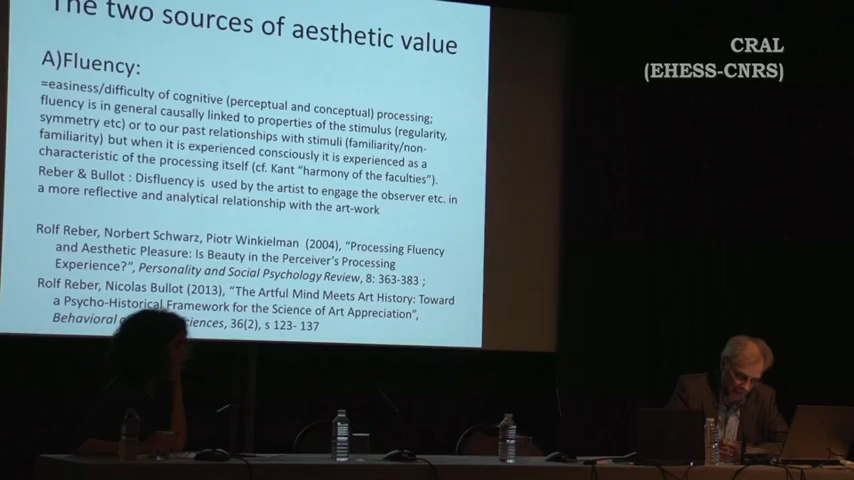 The two sources of aesthetic value
CRAL
(EHESS-CNRS)
A)Fluency:
=easiness/difficulty of cognitive (perceptual and conceptual) processing;
fluency is in general causally linked to properties of the stimulus (regularity,
symmetry etc) or to our past relationships with stimuli (familiarity/non-
familiarity) but when it is experienced consciously it is experienced as a
characteristic of the processing itself (cf. Kant "harmony of the faculties").
Reber & Bullot : Disfluency is used by the artist to engage the observer etc. in
a more reflective and analytical relationship with the art-work
Rolf Reber, Norbert Schwarz, Piotr Winkielman (2004), "Processing Fluency
and Aesthetic Pleasure: Is Beauty in the Perceiver's Processing
Experience?", Personality and Social Psychology Review, 8: 363-383 ;
Rolf Reber, Nicolas Bullot (2013), "The Artful Mind Meets Art History: Toward
a Psycho-Historical Framework for the Science of Art Appreciation",
Behavioral Sciences, 36(2), s 123- 137